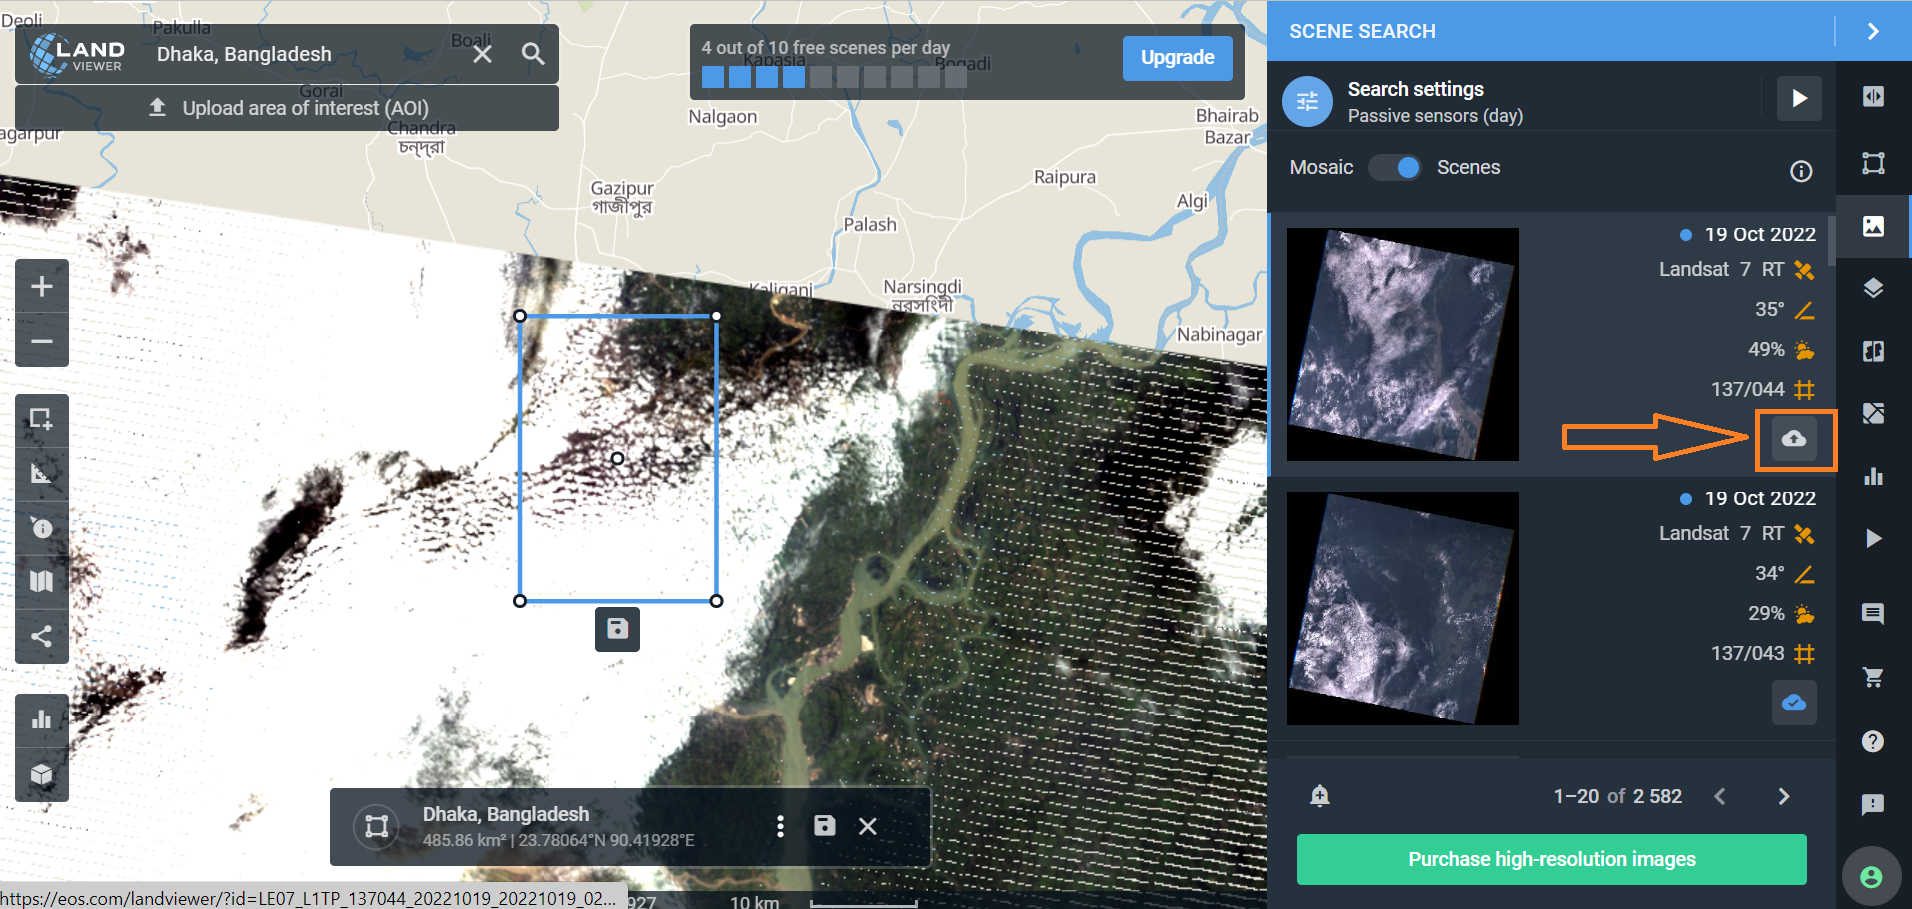 Deoli
Pakulla
LAND
VIEWER
Dhaka, Bangladesh
Boali
Gorai
Upload area of interest (AOI)
agarpur
Chandra
চন্দ্রা
4 out of 10 free scenes per day
Kapasia
Bogadi
Upgrade
Nalgaon
Bhairab
Bazar
Gazipur
গাজীপুর
Raipura
Algi
Palash
Kaliganj
Narsingdi
নরসিংদী
Nabinagar
SCENE SEARCH
Search settings
Passive sensors (day)
Mosaic
Scenes
19 Oct 2022
Landsat 7 RT
35°
49%
137/044
19 Oct 2022
Landsat 7 RT
34°
29%
137/043
1–20 of 2 582
Purchase high-resolution images
Dhaka, Bangladesh
485.86 km² | 23.78064°N 90.41928°E
https://eos.com/landviewer/?id=LE07_L1TP_137044_20221019_20221019_02...
927
10 km